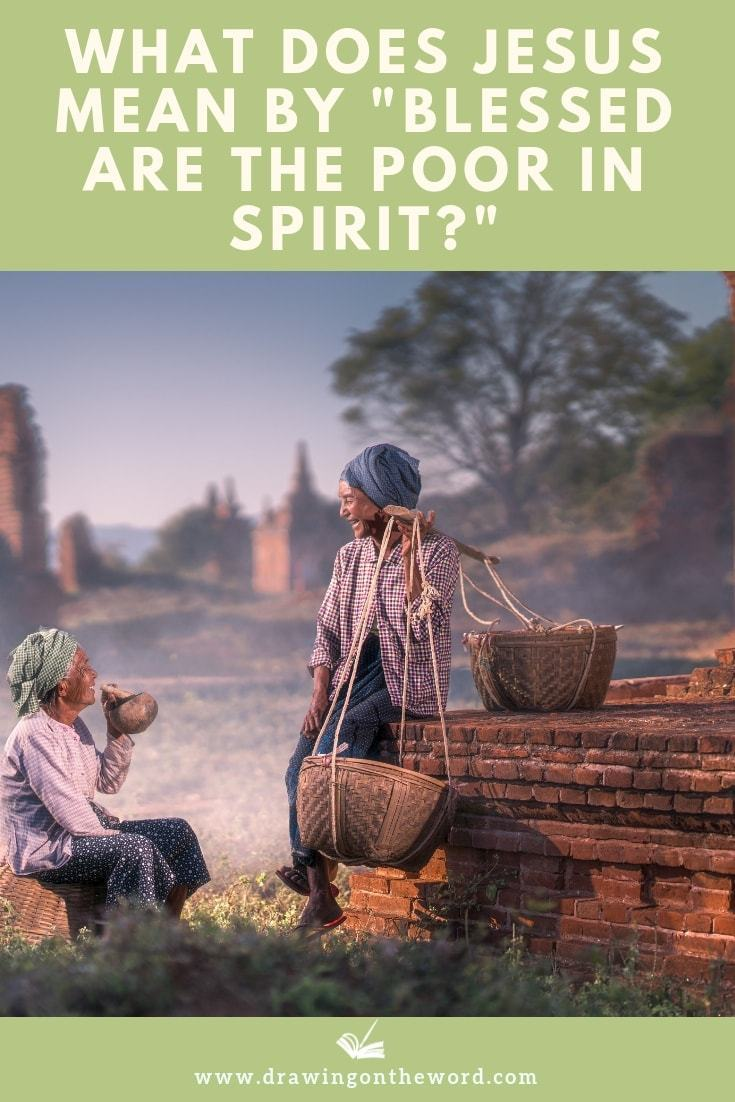 WHAT DOES JESUS
MEAN BY "BLESSED
ARE THE POOR IN
SPIRIT?"
www.drawingontheword.com